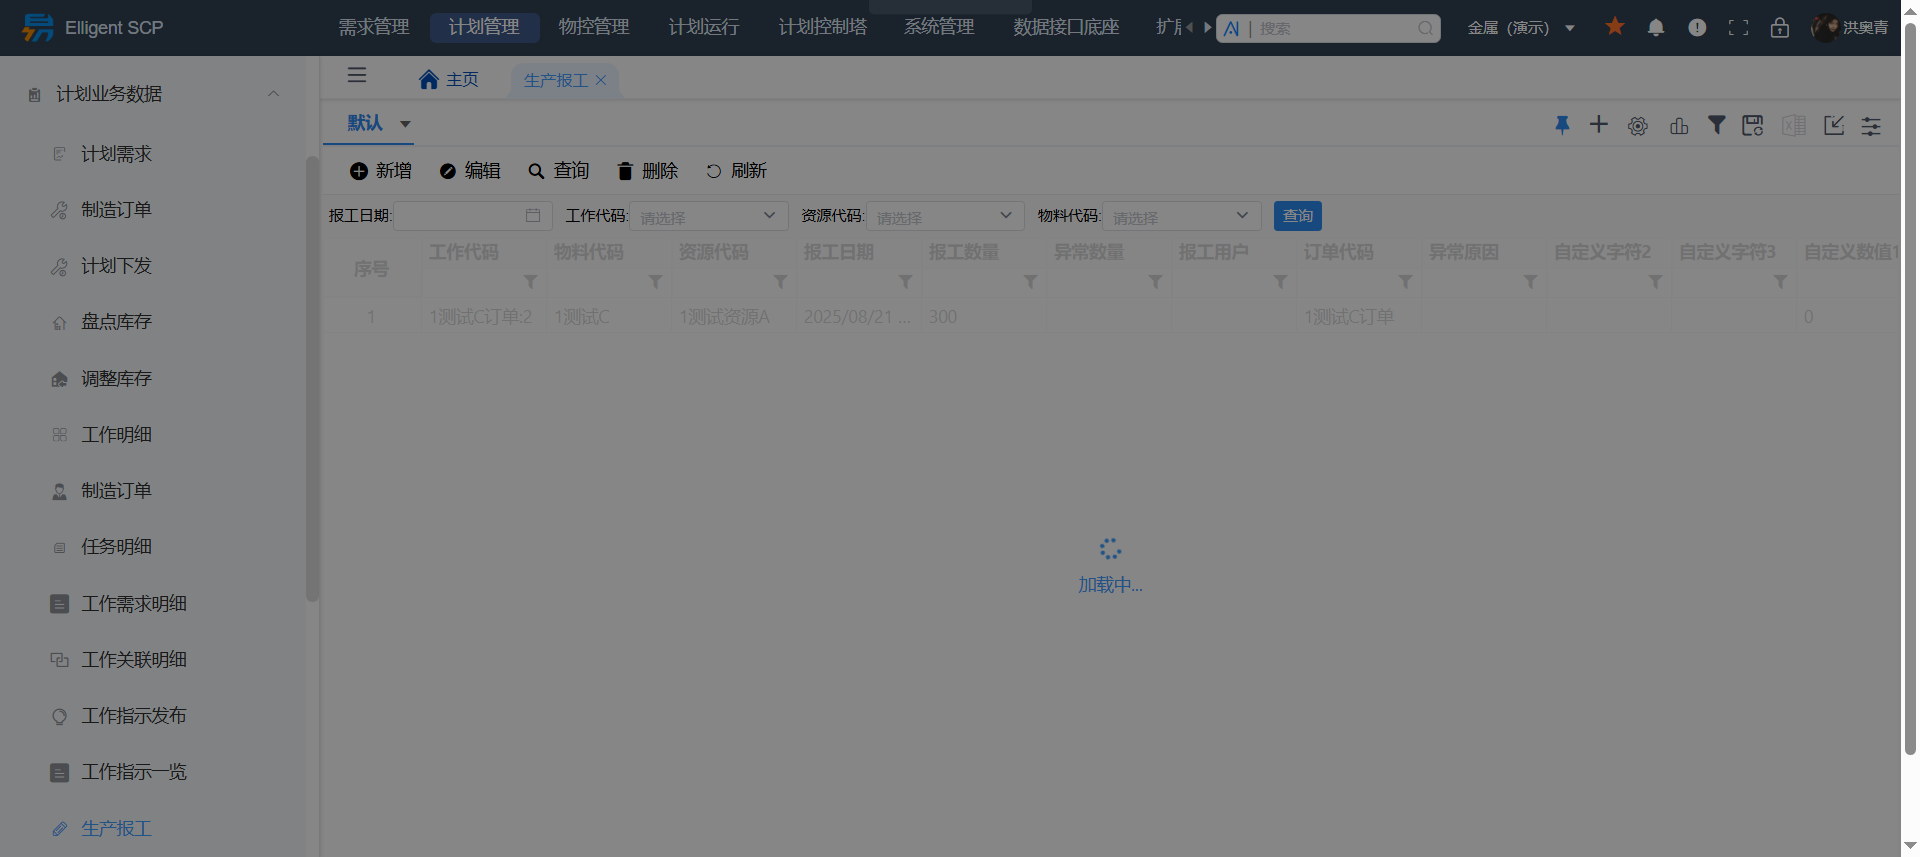 Elligent SCP 需求管理 计划管理 物控管理 计划运行 计划控制塔 系统管理 数据接口底座 AI | 搜索 金属 (演示) 洪奥青
计划业务数据
计划需求
制造订单
计划下发
盘点库存
调整库存
工作明细
制造订单
任务明细
工作需求明细
工作关联明细
工作指示发布
工作指示一览
生产报工
主页 生产报工
默认
新增 编辑 查询 删除 刷新
报工日期: 工作代码: 请选择 资源代码: 请选择 物料代码: 请选择 查询
序号 工作代码 物料代码 资源代码 报工日期 报工数量 异常数量 报工用户 订单代码 异常原因 自定义字符2 自定义字符3 自定义数值1
1 1测试C订单:2 1测试C 1测试资源A 2025/08/21 ... 300 1测试C订单 0
加载中...